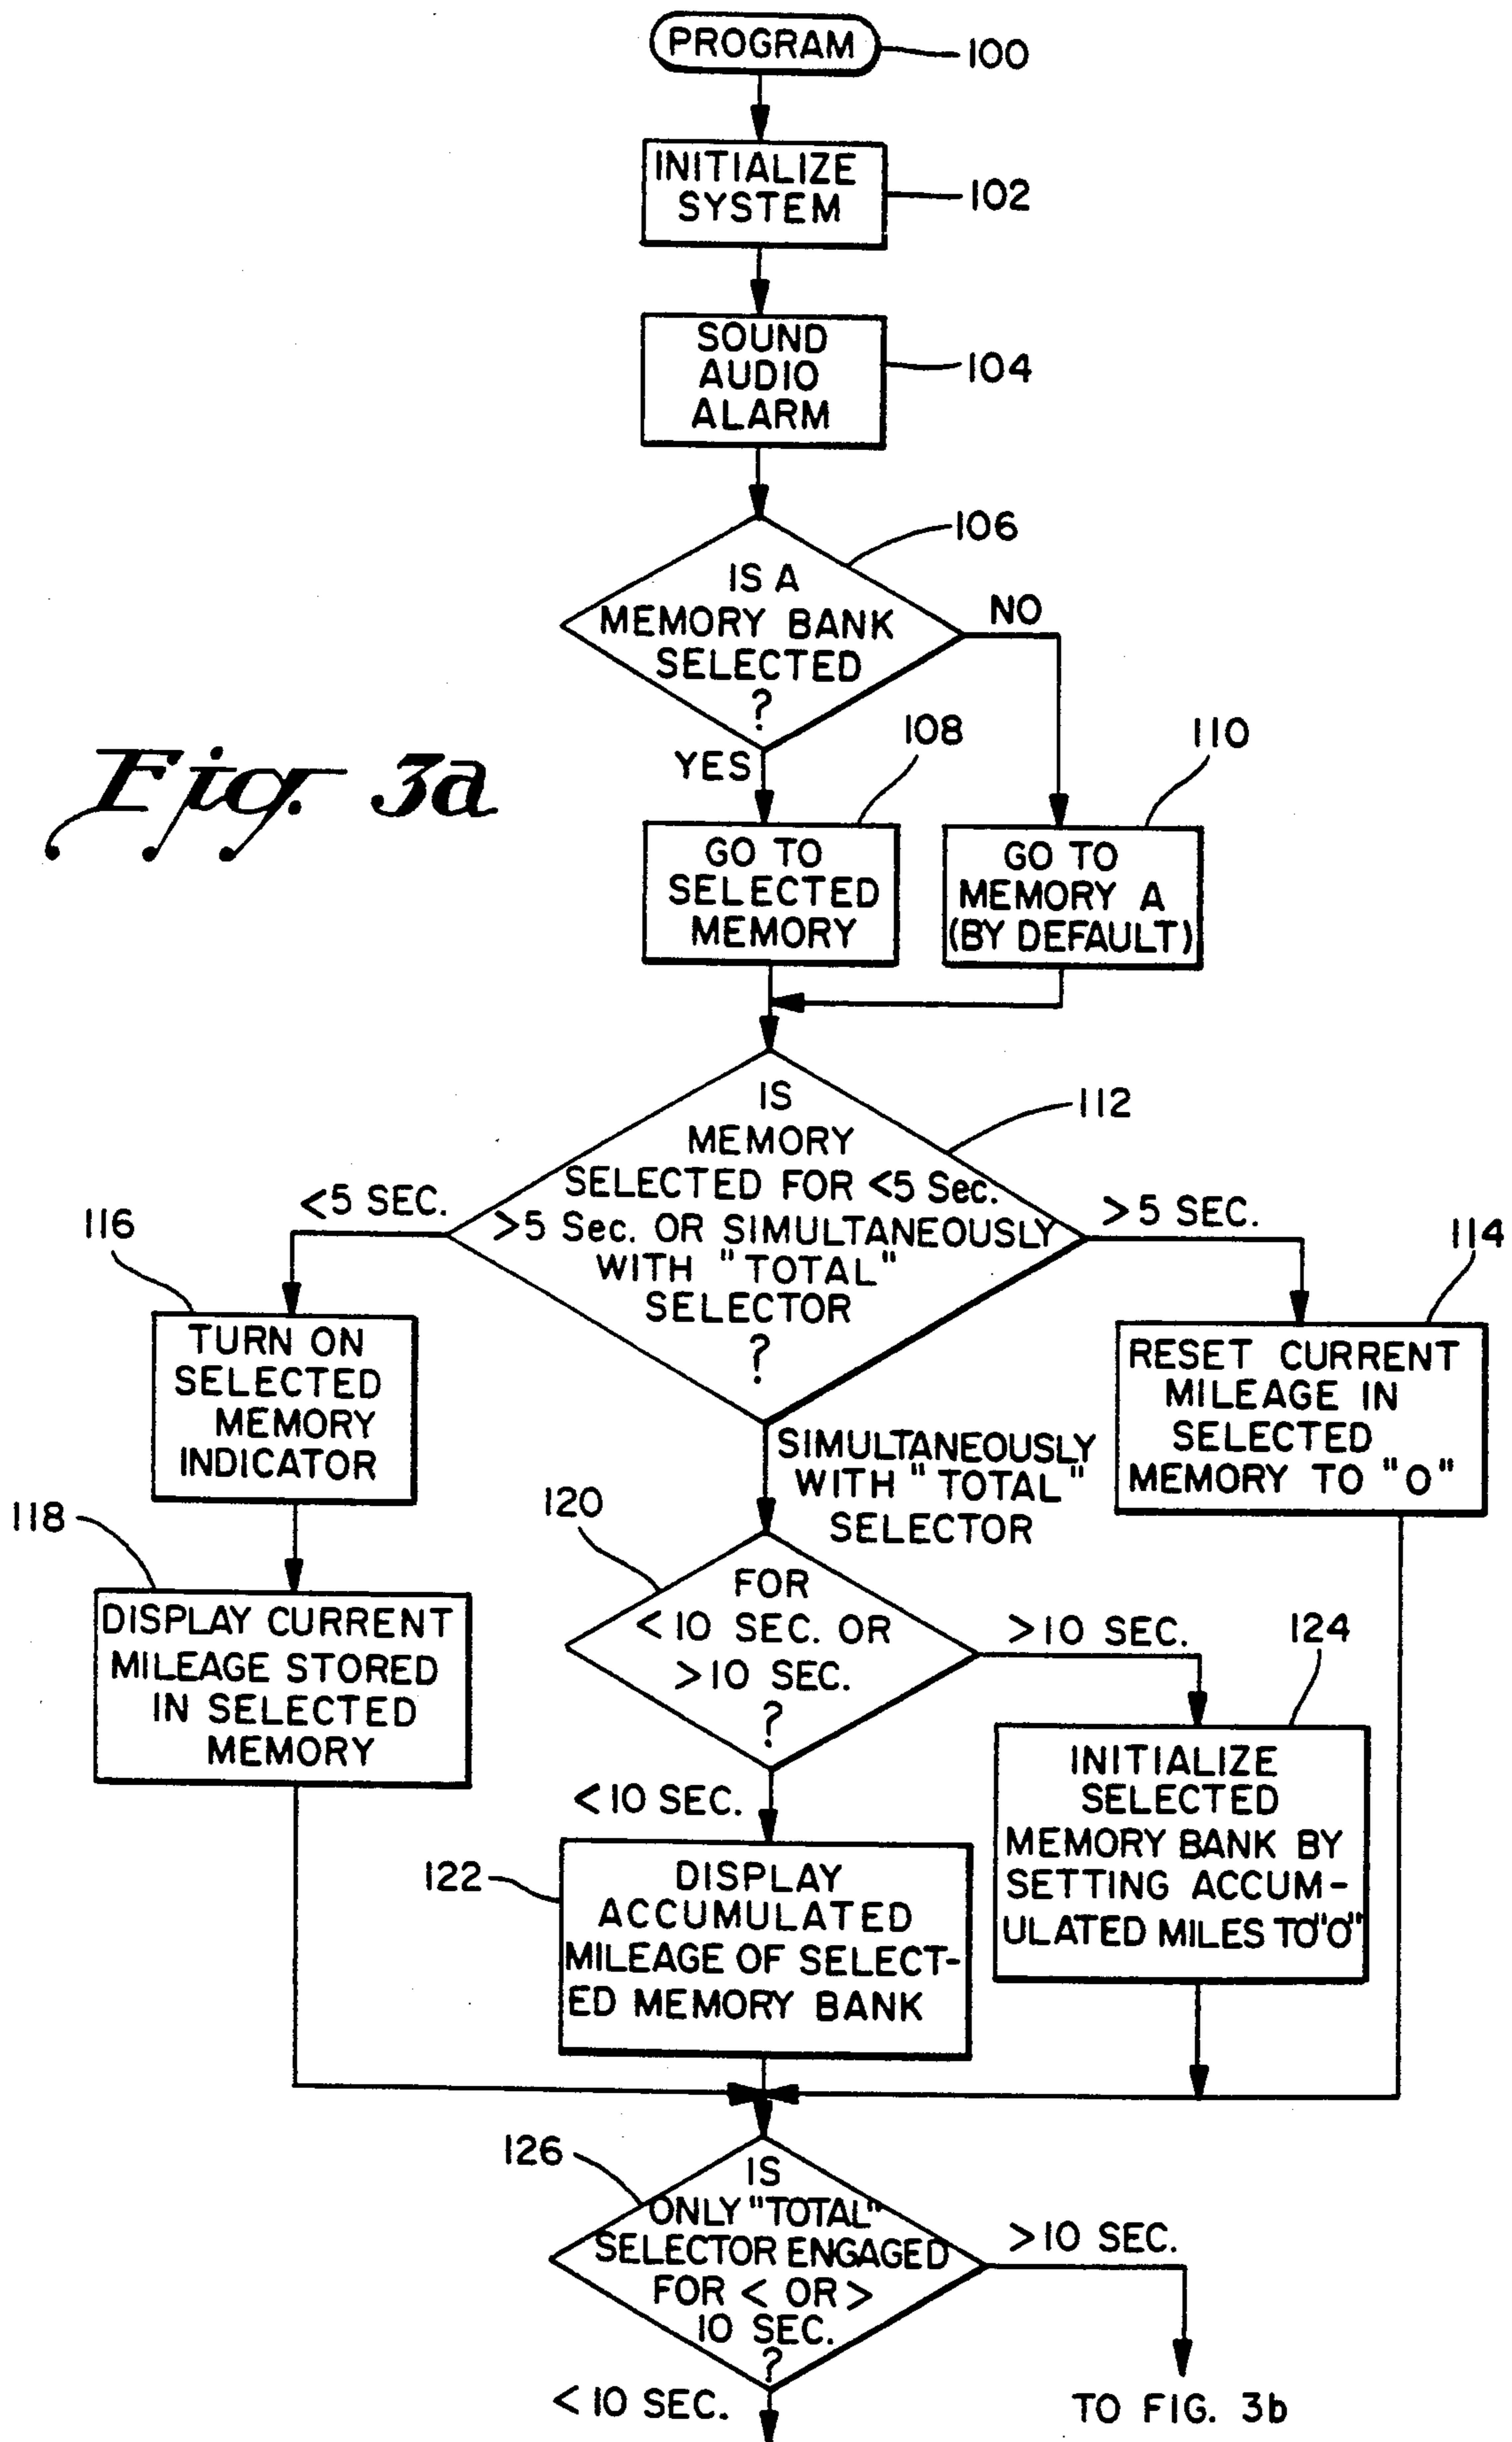 PROGRAM
100
INITIALIZE
SYSTEM
102
SOUND
AUDIO
ALARM
104
106
IS A
MEMORY BANK
SELECTED
?
NO
YES
108
110
Fig. 3a
GO TO
SELECTED
MEMORY
GO TO
MEMORY A
(BY DEFAULT)
112
IS
MEMORY
SELECTED FOR <5 Sec.
>5 Sec. OR SIMULTANEOUSLY
WITH "TOTAL"
SELECTOR
?
<5 SEC.
>5 SEC.
116
114
TURN ON
SELECTED
MEMORY
INDICATOR
RESET CURRENT
MILEAGE IN
SELECTED
MEMORY TO "O"
SIMULTANEOUSLY
WITH "TOTAL"
SELECTOR
118
120
DISPLAY CURRENT
MILEAGE STORED
IN SELECTED
MEMORY
FOR
<10 SEC. OR
>10 SEC.
?
>10 SEC.
124
<10 SEC.
INITIALIZE
SELECTED
MEMORY BANK BY
SETTING ACCUM-
ULATED MILES TO "O"
122
DISPLAY
ACCUMULATED
MILEAGE OF SELECT-
ED MEMORY BANK
126
IS
ONLY "TOTAL"
SELECTOR ENGAGED
FOR < OR >
10 SEC.
?
>10 SEC.
<10 SEC.
TO FIG. 3b